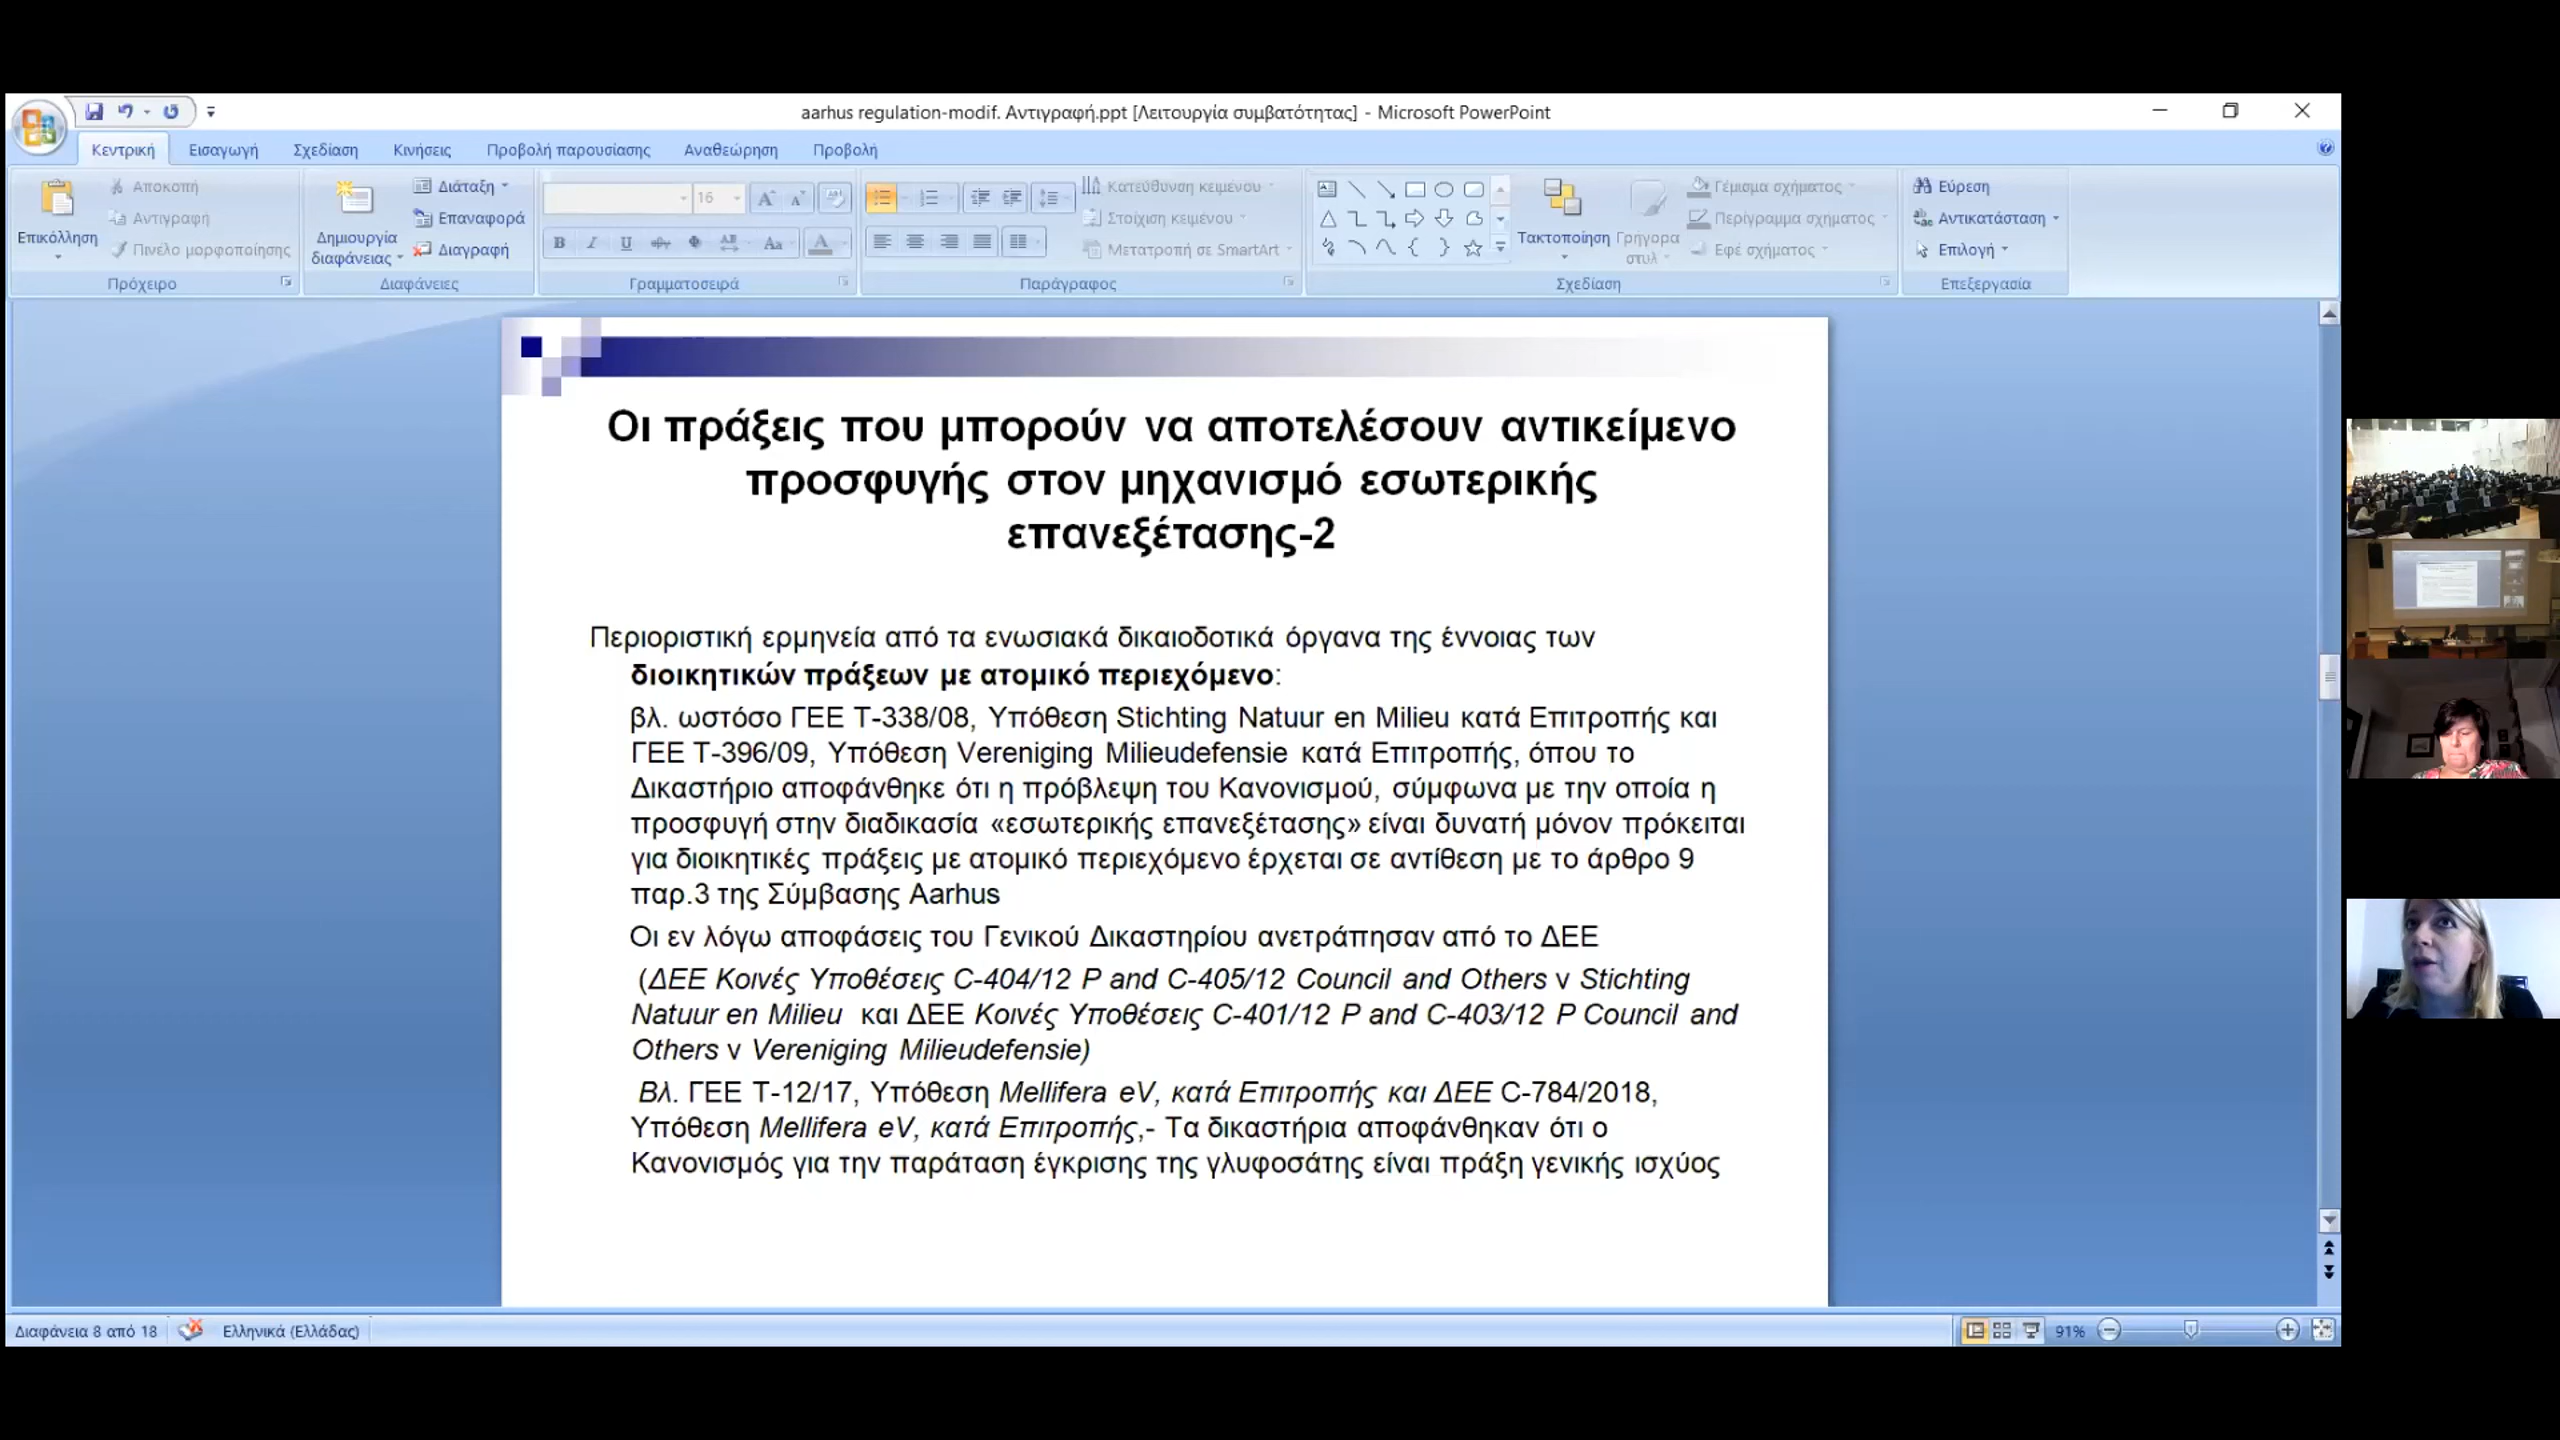 aarhus regulation-modif. Αντιγραφή.ppt [Λειτουργία συμβατότητας] - Microsoft PowerPoint
Κεντρική Εισαγωγή Σχεδίαση Κινήσεις Προβολή παρουσίασης Αναθεώρηση Προβολή
Επικόλληση
Αποκοπή
Αντιγραφή
Πινέλο μορφοποίησης
Πρόχειρο
Δημιουργία
διαφάνειας
Διάταξη
Επαναφορά
Διαγραφή
Διαφάνειες
16
B I U abc Aa A
Γραμματοσειρά
Κατεύθυνση κειμένου
Στοίχιση κειμένου
Μετατροπή σε SmartArt
Παράγραφος
Τακτοποίηση
Γρήγορα
στυλ
Γέμισμα σχήματος
Περίγραμμα σχήματος
Εφέ σχήματος
Σχεδίαση
Εύρεση
Αντικατάσταση
Επιλογή
Επεξεργασία
Οι πράξεις που μπορούν να αποτελέσουν αντικείμενο
προσφυγής στον μηχανισμό εσωτερικής
επανεξέτασης-2
Περιοριστική ερμηνεία από τα ενωσιακά δικαιοδοτικά όργανα της έννοιας των
διοικητικών πράξεων με ατομικό περιεχόμενο:
βλ. ωστόσο ΓΕΕ Τ-338/08, Υπόθεση Stichting Natuur en Milieu κατά Επιτροπής και
ΓΕΕ Τ-396/09, Υπόθεση Vereniging Milieudefensie κατά Επιτροπής, όπου το
Δικαστήριο αποφάνθηκε ότι η πρόβλεψη του Κανονισμού, σύμφωνα με την οποία η
προσφυγή στην διαδικασία «εσωτερικής επανεξέτασης» είναι δυνατή μόνον πρόκειται
για διοικητικές πράξεις με ατομικό περιεχόμενο έρχεται σε αντίθεση με το άρθρο 9
παρ.3 της Σύμβασης Aarhus
Οι εν λόγω αποφάσεις του Γενικού Δικαστηρίου ανετράπησαν από το ΔΕΕ
(ΔΕΕ Κοινές Υποθέσεις C-404/12 P and C-405/12 Council and Others v Stichting
Natuur en Milieu και ΔΕΕ Κοινές Υποθέσεις C-401/12 P and C-403/12 P Council and
Others v Vereniging Milieudefensie)
Βλ. ΓΕΕ Τ-12/17, Υπόθεση Mellifera eV, κατά Επιτροπής και ΔΕΕ C-784/2018,
Υπόθεση Mellifera eV, κατά Επιτροπής,- Τα δικαστήρια αποφάνθηκαν ότι ο
Κανονισμός για την παράταση έγκρισης της γλυφοσάτης είναι πράξη γενικής ισχύος
Διαφάνεια 8 από 18 Ελληνικά (Ελλάδας) 91%